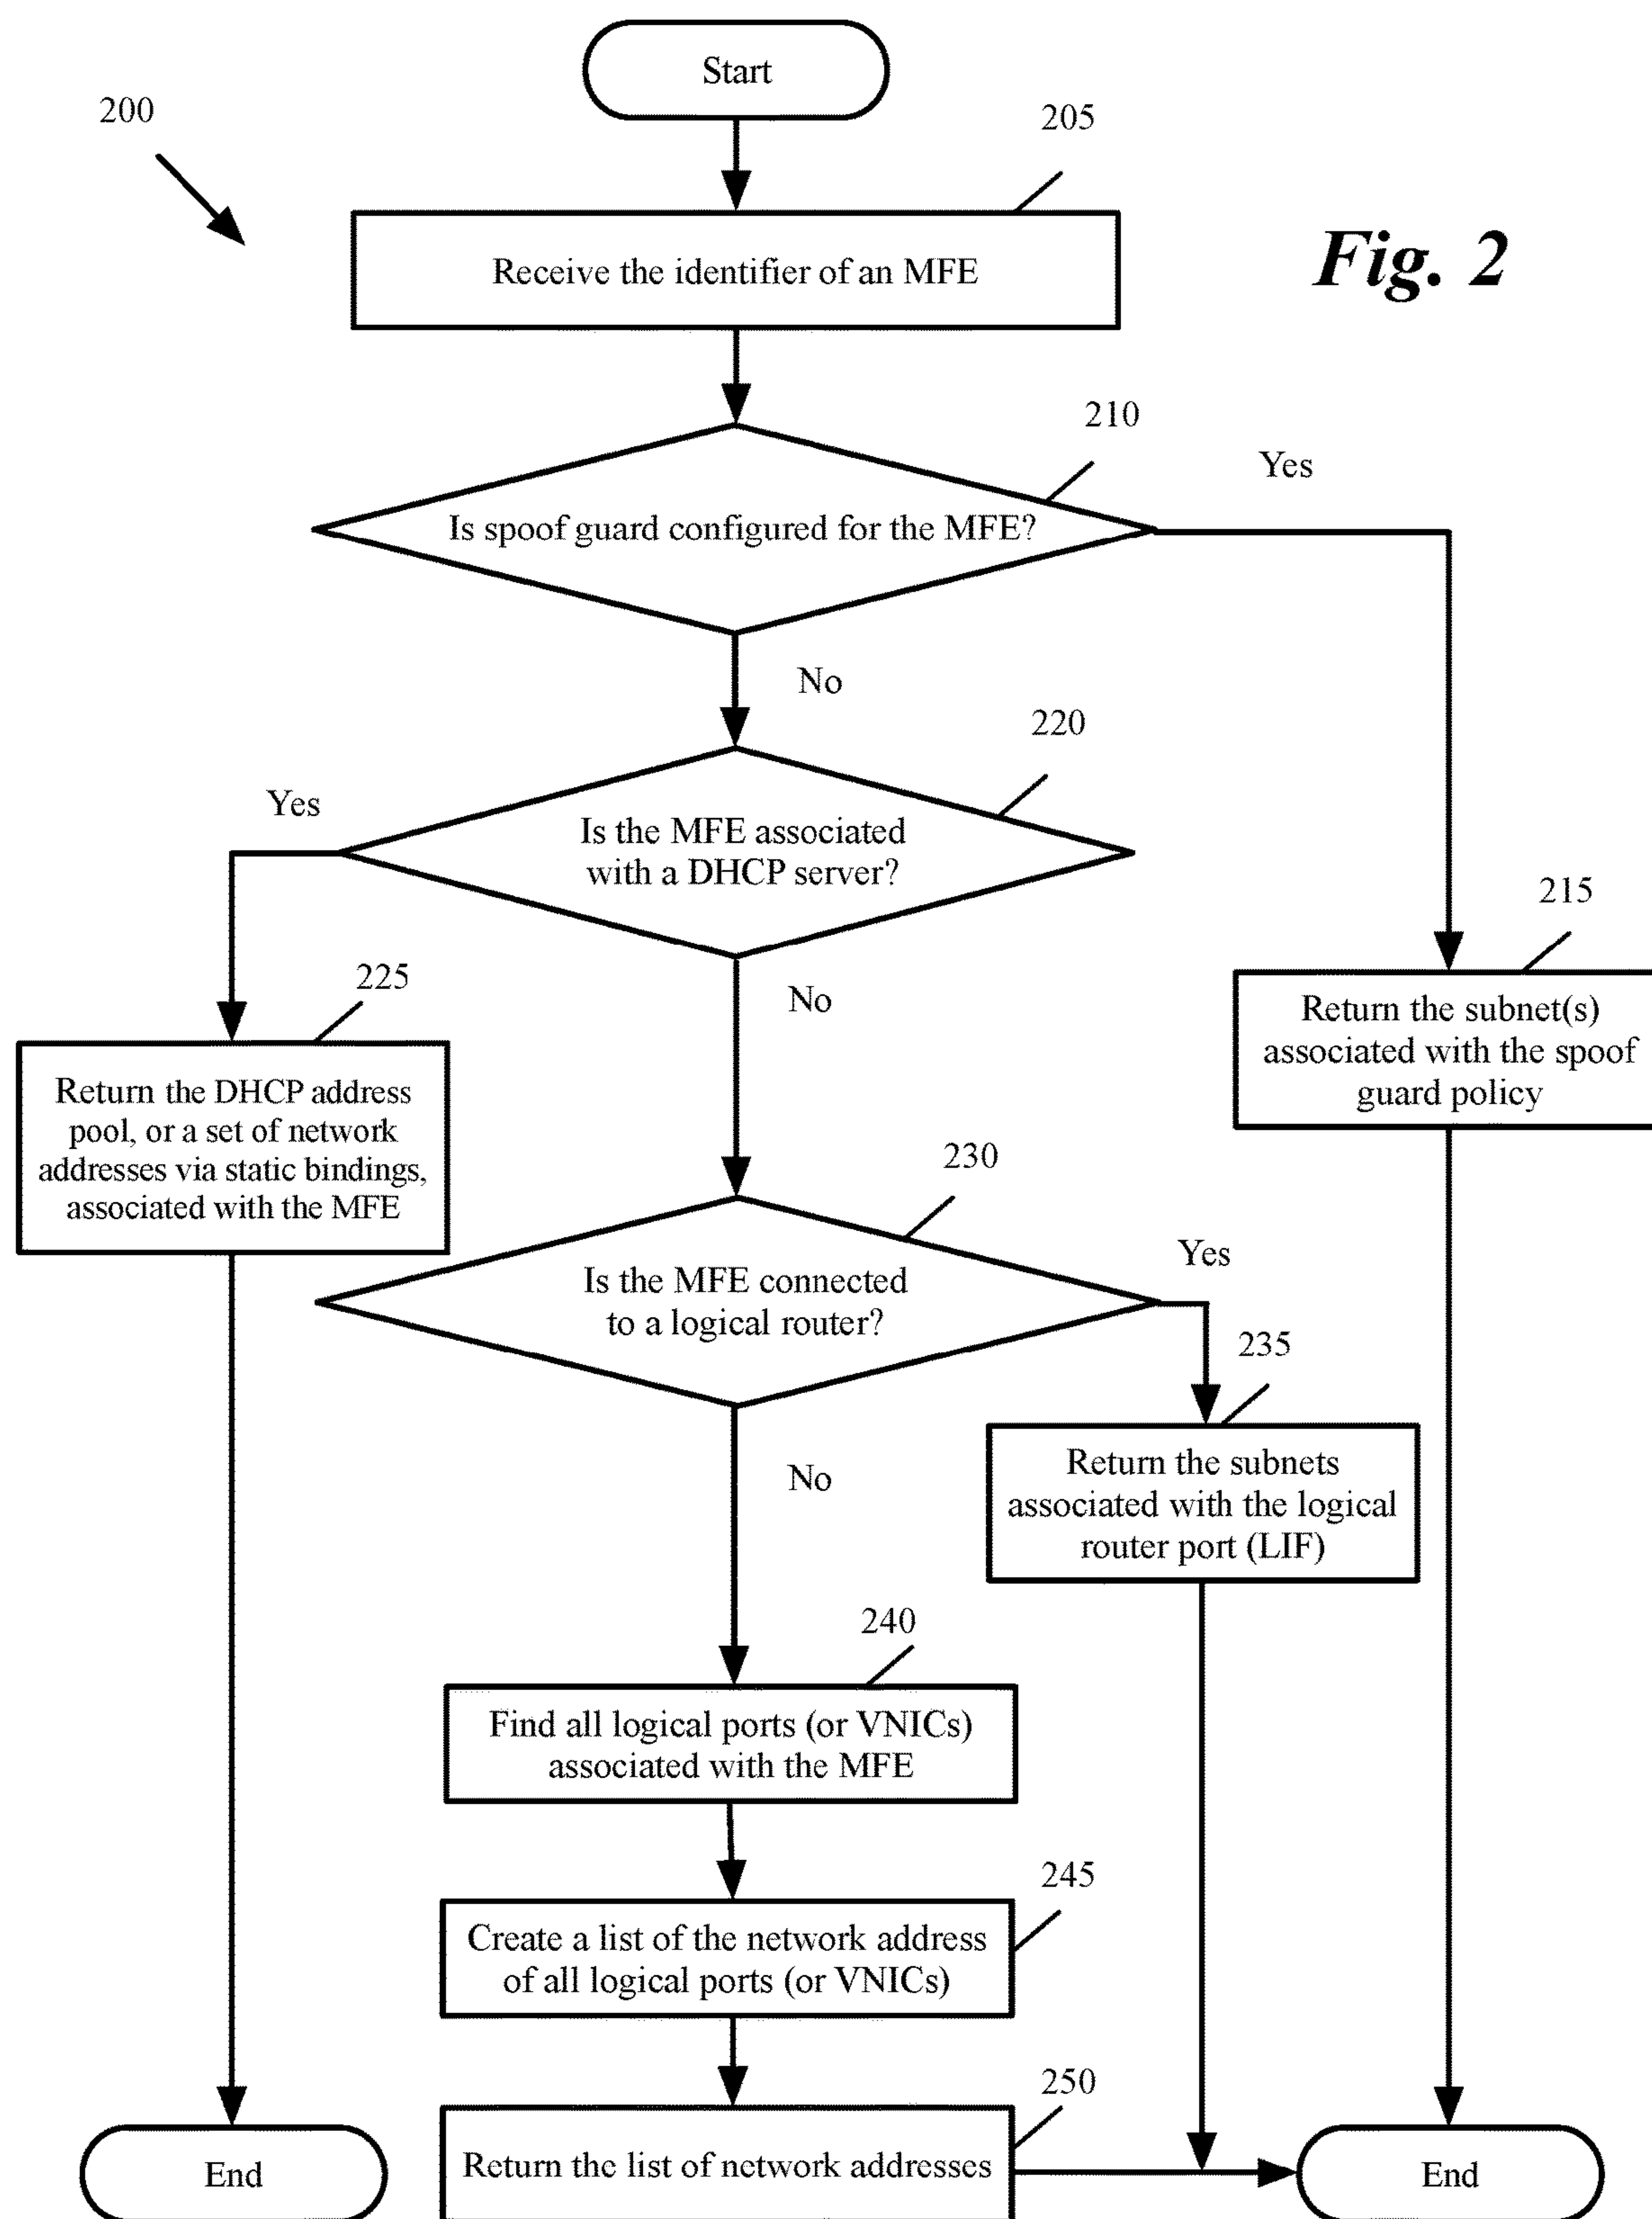 Start
200
205
Receive the identifier of an MFE
Fig. 2
210
Yes
Is spoof guard configured for the MFE?
No
220
Yes
Is the MFE associated
with a DHCP server?
215
No
225
Return the subnet(s)
associated with the spoof
guard policy
Return the DHCP address
pool, or a set of network
addresses via static bindings,
associated with the MFE
230
Yes
Is the MFE connected
to a logical router?
235
No
Return the subnets
associated with the logical
router port (LIF)
240
Find all logical ports (or VNICs)
associated with the MFE
245
Create a list of the network address
of all logical ports (or VNICs)
250
End
Return the list of network addresses
End